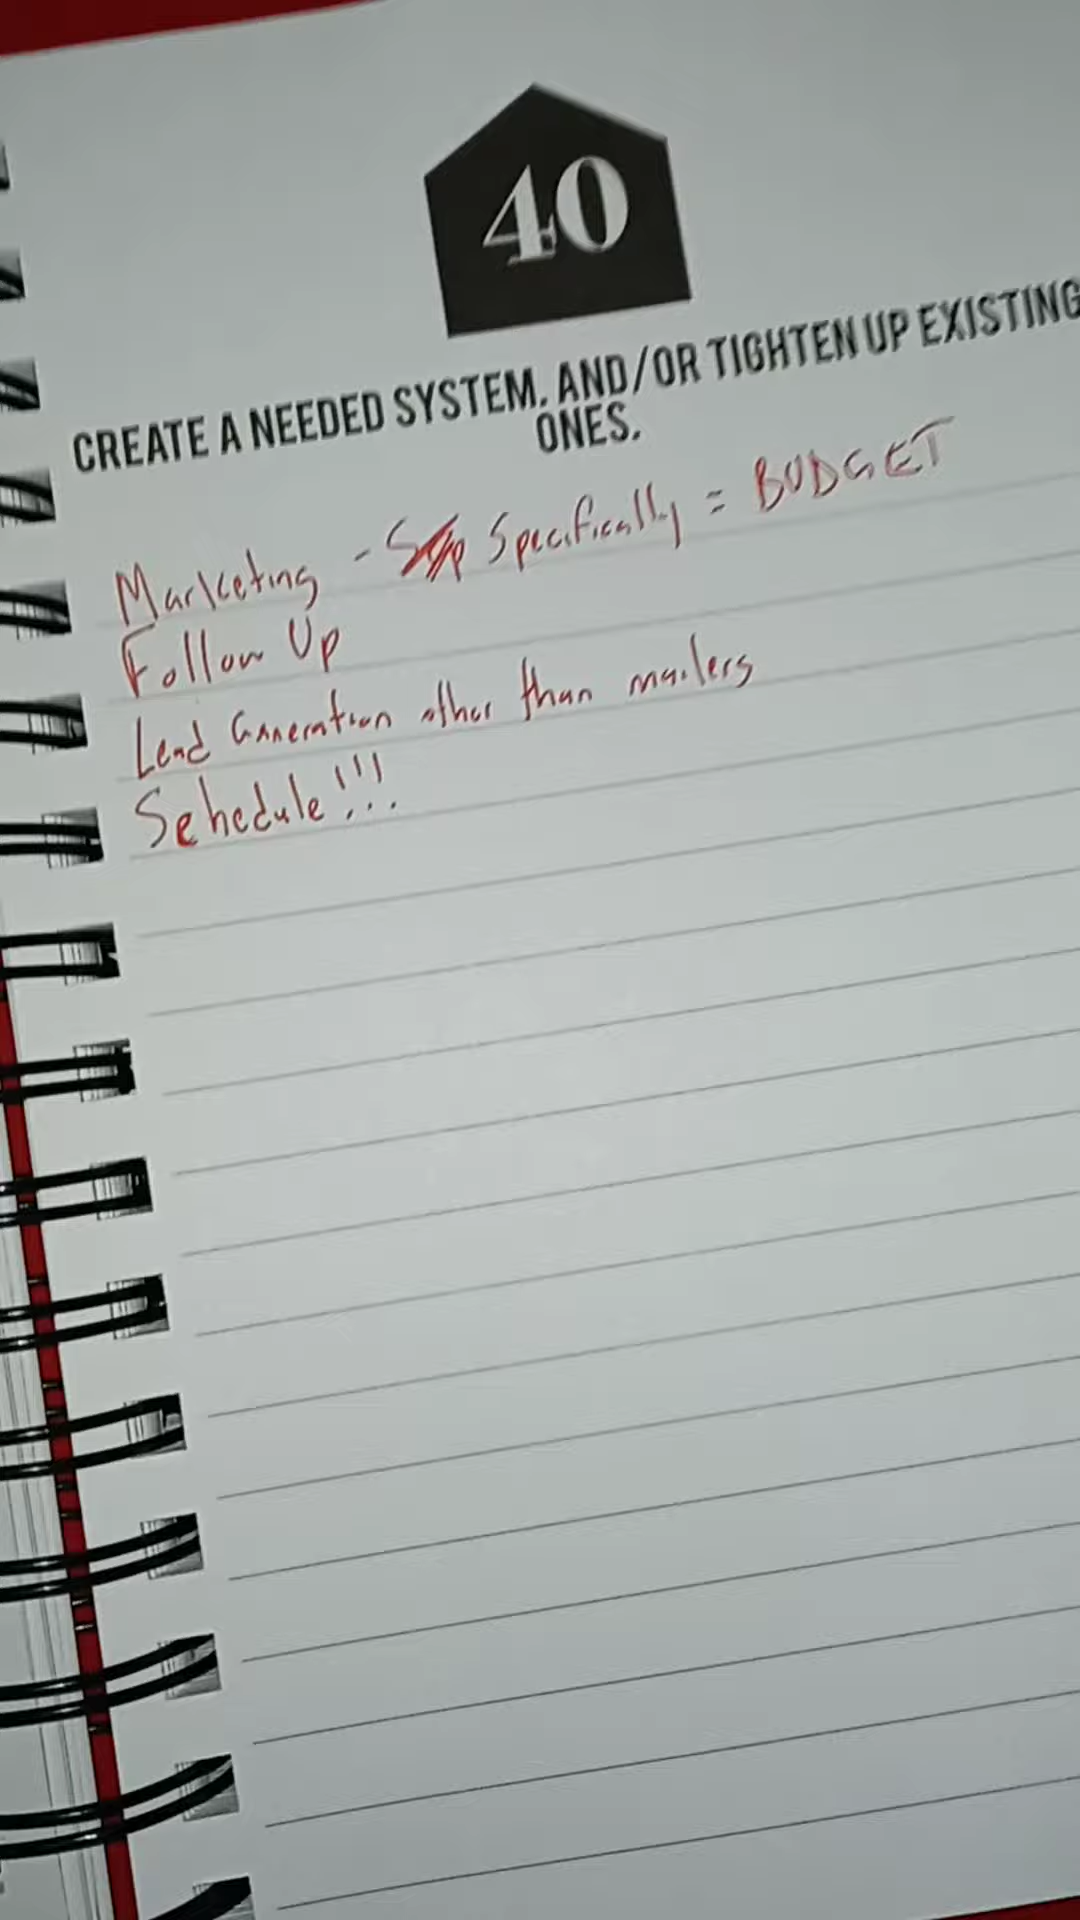 40
CREATE A NEEDED SYSTEM. AND/OR TIGHTEN UP EXISTING
ONES.
Marketing - Specifically = BUDGET
Follow Up
Lead Generation other than mailers
Schedule!!!